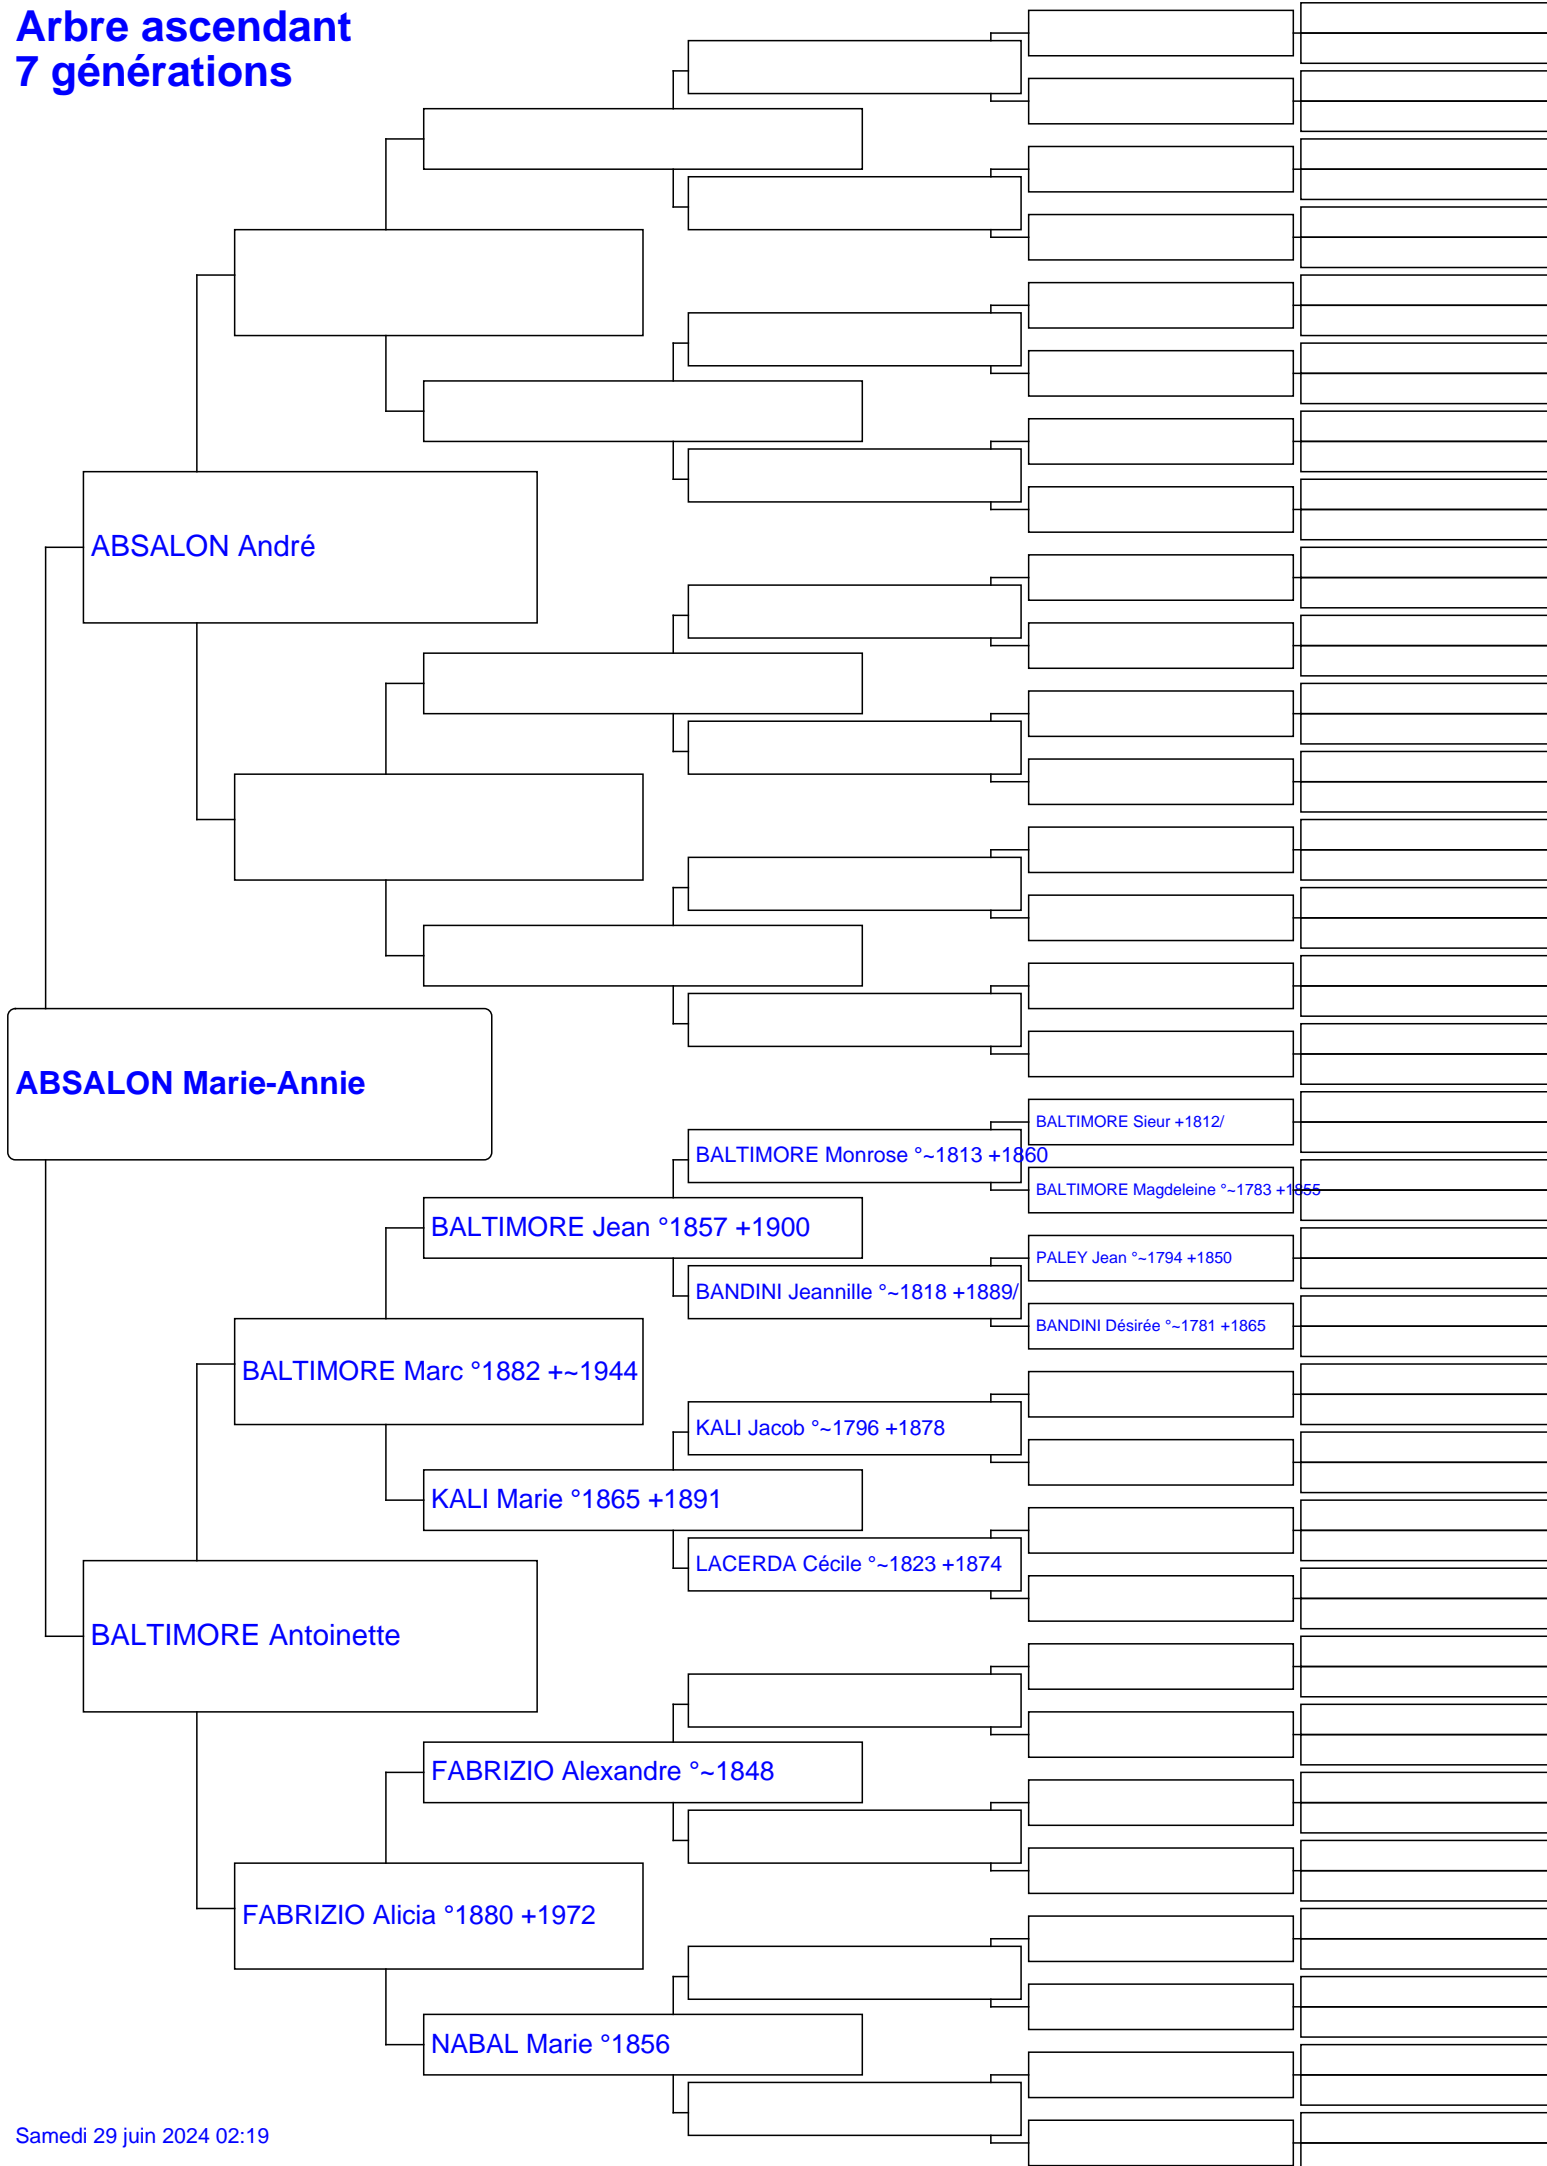 Arbre ascendant
7 générations
ABSALON André
ABSALON Marie-Annie
BALTIMORE Sieur +1812/
BALTIMORE Monrose °~1813 +1860
BALTIMORE Magdeleine °~1783 +1855
BALTIMORE Jean °1857 +1900
PALEY Jean °~1794 +1850
BANDINI Jeannille °~1818 +1889/
BANDINI Désirée °~1781 +1865
BALTIMORE Marc °1882 +~1944
KALI Jacob °~1796 +1878
KALI Marie °1865 +1891
LACERDA Cécile °~1823 +1874
BALTIMORE Antoinette
FABRIZIO Alexandre °~1848
FABRIZIO Alicia °1880 +1972
NABAL Marie °1856
Samedi 29 juin 2024 02:19